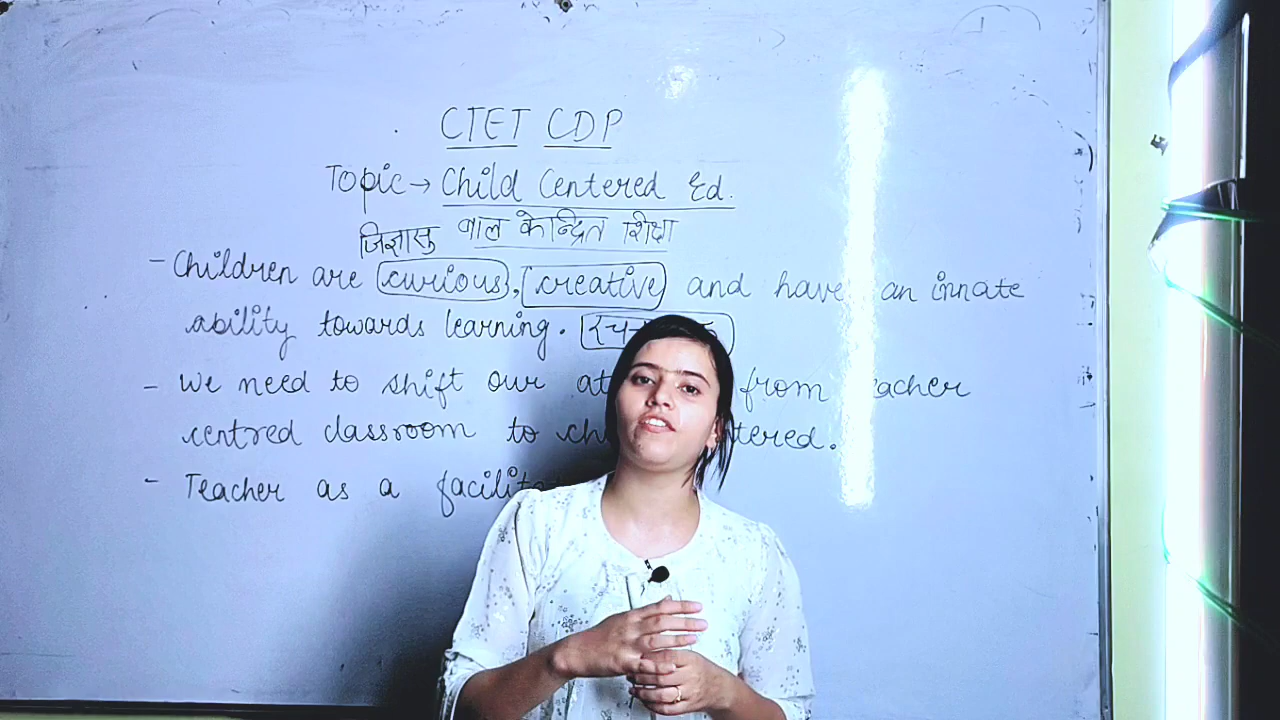 CTET CDP
Topic → Child Centered Ed.
जिज्ञासु बाल केन्द्रित शिक्षा
- Children are curious, creative and have an innate
ability towards learning.
- We need to shift our from
centred classroom to
- Teacher as a